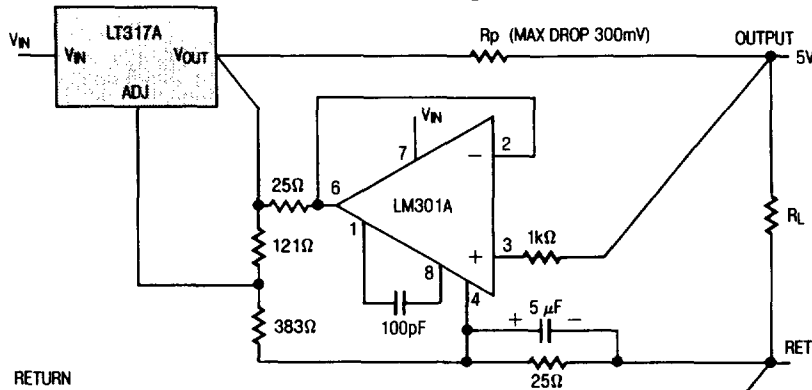 LT317A
Rp (MAX DROP 300mV)
OUTPUT
VIN
VIN
VOUT
5V
ADJ
VIN
2
7
−
25Ω
6
LM301A
RL
1
1kΩ
121Ω
+
3
8
4
5 μF
+
−
383Ω
100pF
25Ω
RET
RETURN